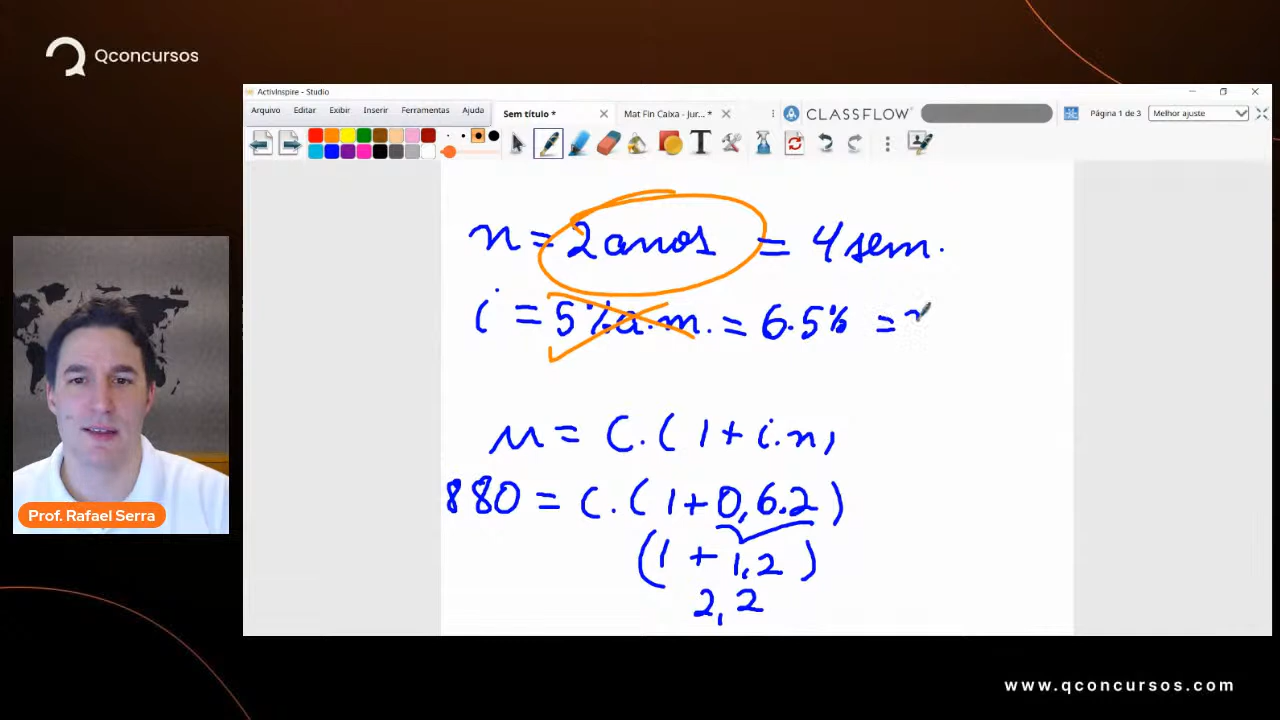 Qconcursos
ActivInspire - Studio
Arquivo Editar Exibir Inserir Ferramentas Ajuda
Sem título *
Mat Fin Caixa - Jur... *
CLASSFLOW
Página 1 de 3
Melhor ajuste
n = 2 anos = 4 sem.
i = 5% a.m. = 6.5% =
M = C.(1 + i.n)
880 = C.(1 + 0,6.2)
(1 + 1,2)
2,2
Prof. Rafael Serra
www.qconcursos.com